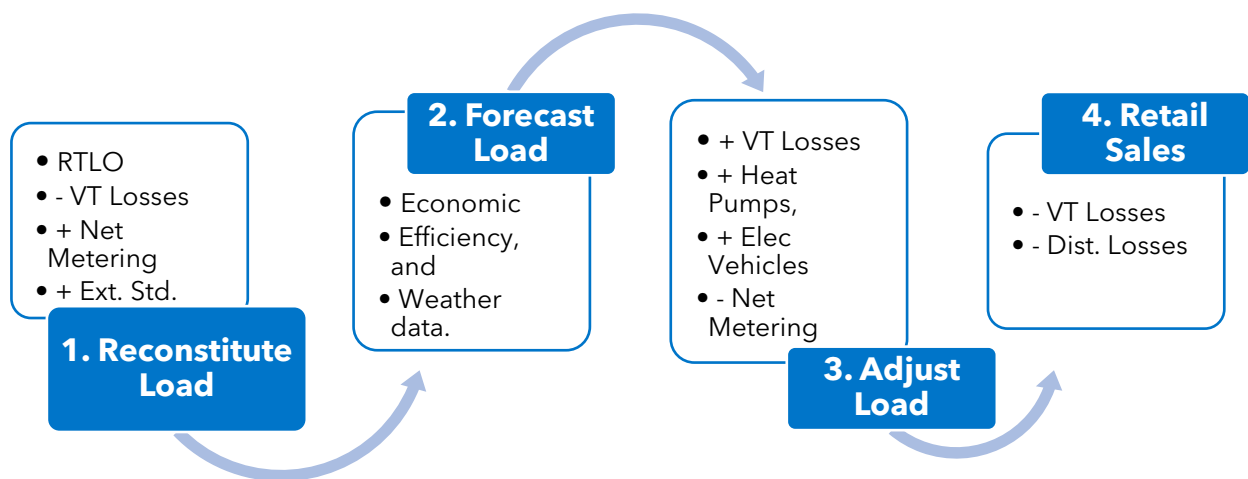 • RTLO
• - VT Losses
• + Net
Metering
• + Ext. Std.
1. Reconstitute
Load
2. Forecast
Load
• Economic
• Efficiency,
and
• Weather
data.
• + VT Losses
• + Heat
Pumps,
• + Elec
Vehicles
• - Net
Metering
3. Adjust
Load
4. Retail
Sales
• - VT Losses
• - Dist. Losses